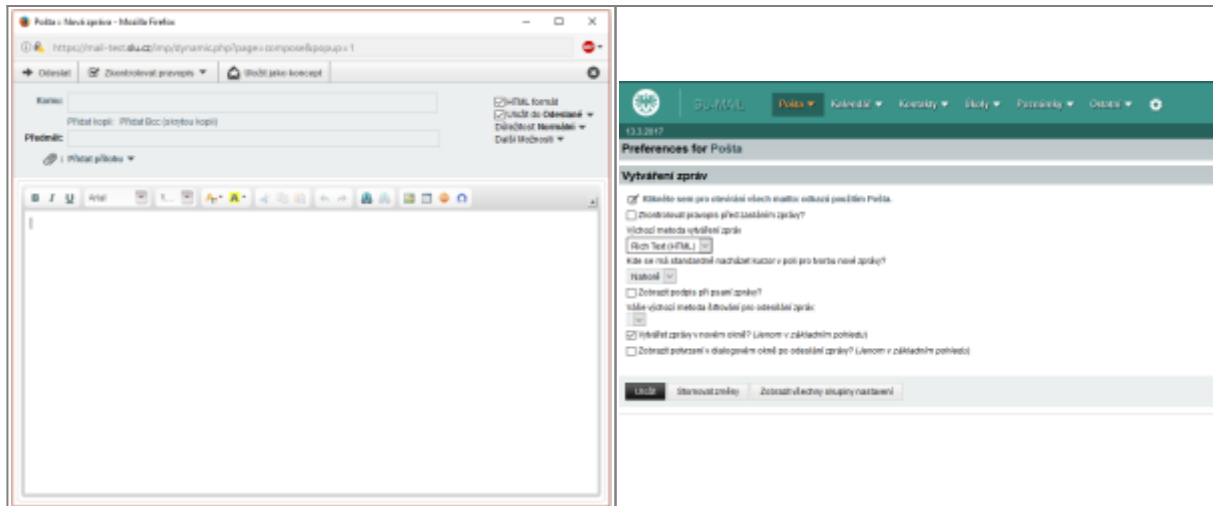 Pošta :: Nová zpráva - Mozilla Firefox
https://mail-test.slu.cz/imp/dynamic.php?page=compose&popup=1
Odeslat Zkontrolovat pravopis Uložit jako koncept
Komu:
Přidat kopii Přidat Bcc (skrytou kopii)
Předmět:
Přidat přílohu
HTML formát
Uložit do Odeslané
Důležitost: Normální
Další Možnosti
B I U Arial 1...
SU-MAIL Pošta Kalendář Kontakty Úkoly Poznámky Ostatní
13.3.2017
Preferences for Pošta
Vytváření zpráv
Klikněte sem pro otevírání všech mailto: odkazů použitím Pošta.
Zkontrolovat pravopis před zasláním zprávy?
Výchozí metoda vytváření zpráv
Rich Text (HTML)
Kde se má standardně nacházet kurzor v poli pro tvorbu nové zprávy?
Nahoře
Zobrazit podpis při psaní zprávy?
Vaše výchozí metoda šifrování pro odesílání zpráv:
Vytvářet zprávy v novém okně? (Jenom v základním pohledu)
Zobrazit potvrzení v dialogovém okně po odeslání zprávy? (Jenom v základním pohledu)
Uložit Stornovat změny Zobrazit všechny skupiny nastavení